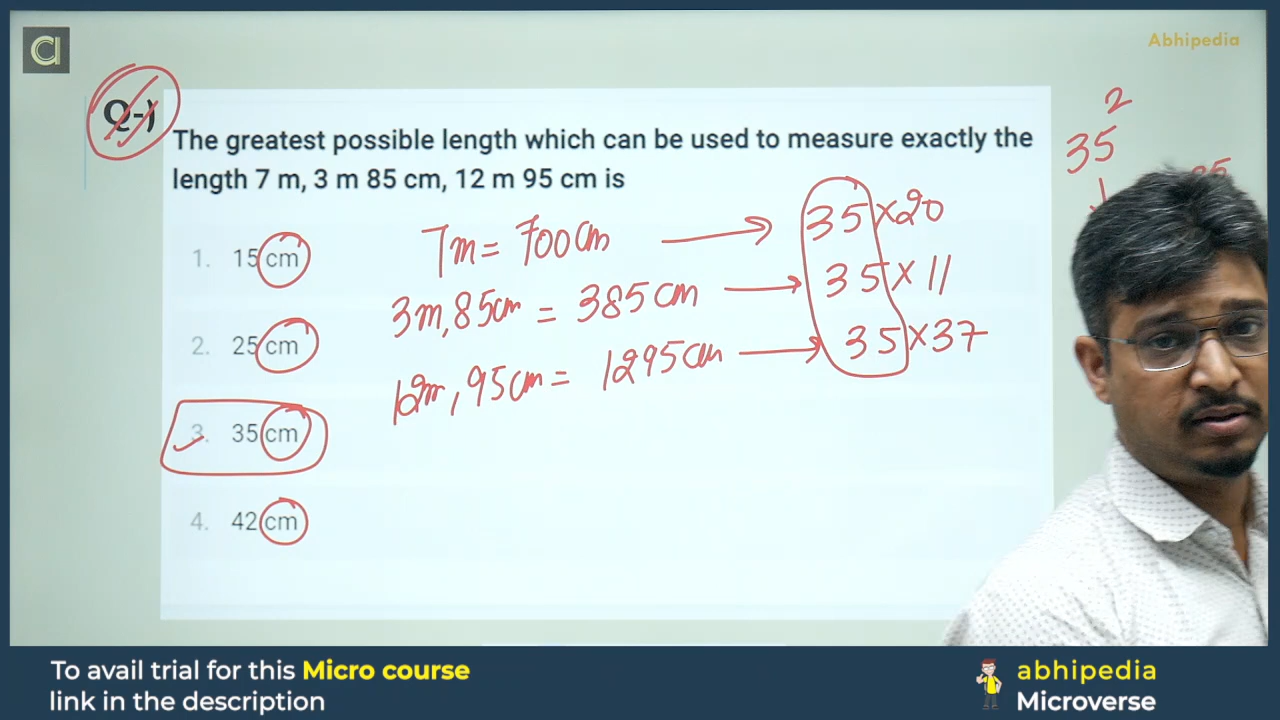 a
Abhipedia
Q-1
The greatest possible length which can be used to measure exactly the
length 7 m, 3 m 85 cm, 12 m 95 cm is
1. 15 cm
2. 25 cm
3. 35 cm
4. 42 cm
7m = 700cm → 35 × 20
3m, 85cm = 385 cm → 35 × 11
12m, 95cm = 1295cm → 35 × 37
2
35
To avail trial for this Micro course
link in the description
abhipedia
Microverse